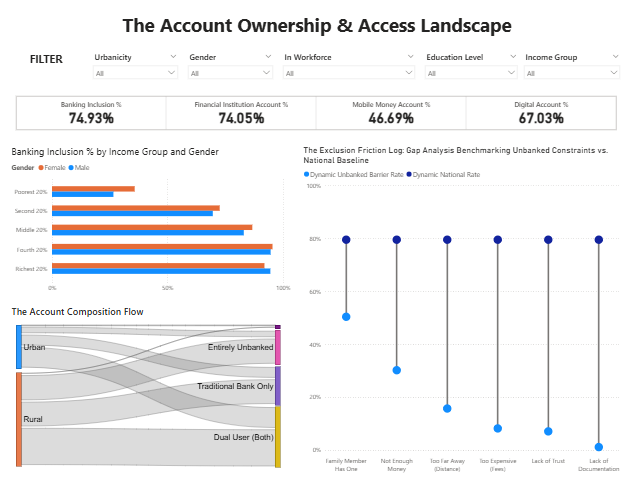 The Account Ownership & Access Landscape
FILTER
Urbanicity
All
Gender
All
In Workforce
All
Education Level
All
Income Group
All
Banking Inclusion %
74.93%
Financial Institution Account %
74.05%
Mobile Money Account %
46.69%
Digital Account %
67.03%
Banking Inclusion % by Income Group and Gender
Gender Female Male
Poorest 20%
Second 20%
Middle 20%
Fourth 20%
Richest 20%
0% 50% 100%
The Account Composition Flow
Urban
Rural
Entirely Unbanked
Traditional Bank Only
Dual User (Both)
The Exclusion Friction Log: Gap Analysis Benchmarking Unbanked Constraints vs.
National Baseline
Dynamic Unbanked Barrier Rate Dynamic National Rate
100%
80%
60%
40%
20%
0%
Family Member
Has One
Not Enough
Money
Too Far Away
(Distance)
Too Expensive
(Fees)
Lack of Trust
Lack of
Documentation